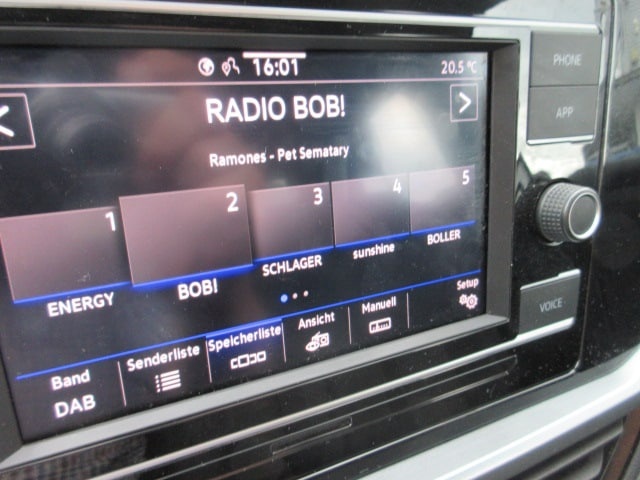 16:01
20.5 °C
RADIO BOB!
Ramones - Pet Sematary
1
2
3
4
5
ENERGY
BOB!
SCHLAGER
sunshine
BOLLER
Band
DAB
Senderliste
Speicherliste
Ansicht
Manuell
Setup
PHONE
APP
VOICE